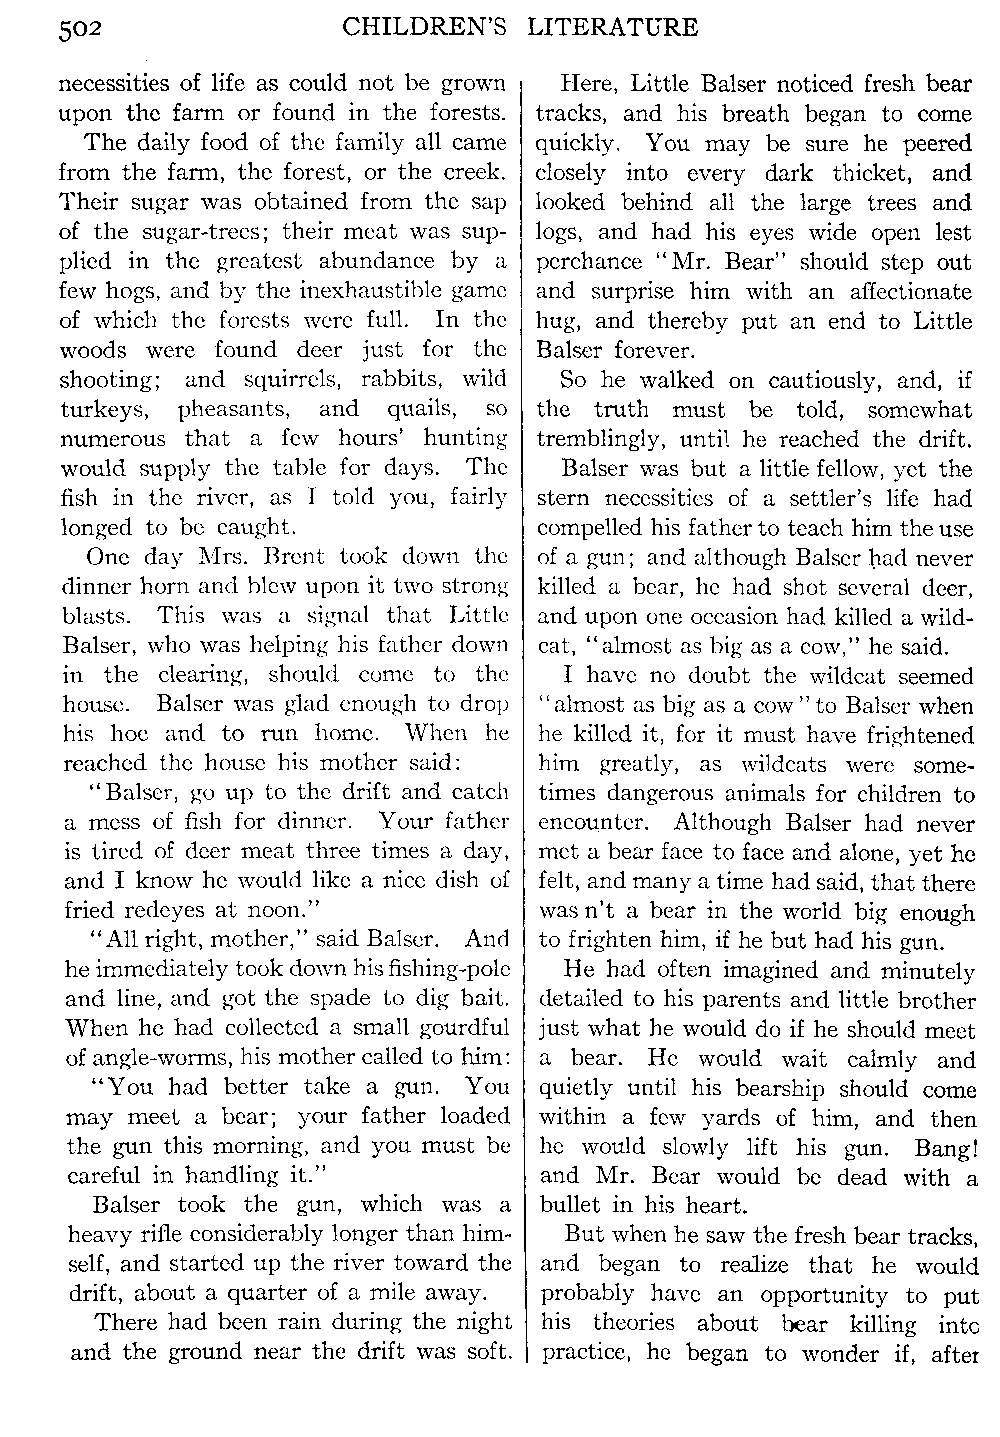 502 CHILDREN'S LITERATURE
necessities of life as could not be grown
upon the farm or found in the forests.
The daily food of the family all came
from the farm, the forest, or the creek.
Their sugar was obtained from the sap
of the sugar-trees; their meat was sup-
plied in the greatest abundance by a
few hogs, and by the inexhaustible game
of which the forests were full. In the
woods were found deer just for the
shooting; and squirrels, rabbits, wild
turkeys, pheasants, and quails, so
numerous that a few hours' hunting
would supply the table for days. The
fish in the river, as I told you, fairly
longed to be caught.
One day Mrs. Brent took down the
dinner horn and blew upon it two strong
blasts. This was a signal that Little
Balser, who was helping his father down
in the clearing, should come to the
house. Balser was glad enough to drop
his hoe and to run home. When he
reached the house his mother said:
"Balser, go up to the drift and catch
a mess of fish for dinner. Your father
is tired of deer meat three times a day,
and I know he would like a nice dish of
fried redeyes at noon."
"All right, mother," said Balser. And
he immediately took down his fishing-pole
and line, and got the spade to dig bait.
When he had collected a small gourdful
of angle-worms, his mother called to him:
"You had better take a gun. You
may meet a bear; your father loaded
the gun this morning, and you must be
careful in handling it."
Balser took the gun, which was a
heavy rifle considerably longer than him-
self, and started up the river toward the
drift, about a quarter of a mile away.
There had been rain during the night
and the ground near the drift was soft.
Here, Little Balser noticed fresh bear
tracks, and his breath began to come
quickly. You may be sure he peered
closely into every dark thicket, and
looked behind all the large trees and
logs, and had his eyes wide open lest
perchance "Mr. Bear" should step out
and surprise him with an affectionate
hug, and thereby put an end to Little
Balser forever.
So he walked on cautiously, and, if
the truth must be told, somewhat
tremblingly, until he reached the drift.
Balser was but a little fellow, yet the
stern necessities of a settler's life had
compelled his father to teach him the use
of a gun; and although Balser had never
killed a bear, he had shot several deer,
and upon one occasion had killed a wild-
cat, "almost as big as a cow," he said.
I have no doubt the wildcat seemed
"almost as big as a cow" to Balser when
he killed it, for it must have frightened
him greatly, as wildcats were some-
times dangerous animals for children to
encounter. Although Balser had never
met a bear face to face and alone, yet he
felt, and many a time had said, that there
was n't a bear in the world big enough
to frighten him, if he but had his gun.
He had often imagined and minutely
detailed to his parents and little brother
just what he would do if he should meet
a bear. He would wait calmly and
quietly until his bearship should come
within a few yards of him, and then
he would slowly lift his gun. Bang!
and Mr. Bear would be dead with a
bullet in his heart.
But when he saw the fresh bear tracks,
and began to realize that he would
probably have an opportunity to put
his theories about bear killing into
practice, he began to wonder if, after